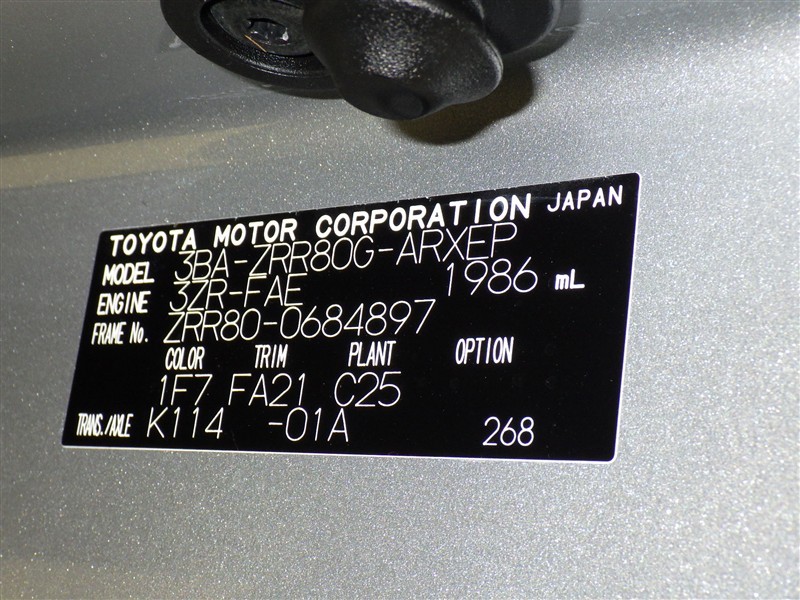 TOYOTA MOTOR CORPORATION JAPAN
MODEL 3BA-ZRR80G-ARXEP
ENGINE 3ZR-FAE 1986 mL
FRAME No. ZRR80-0684897
COLOR TRIM PLANT OPTION
1F7 FA21 C25
TRANS./AXLE K114 -01A 268